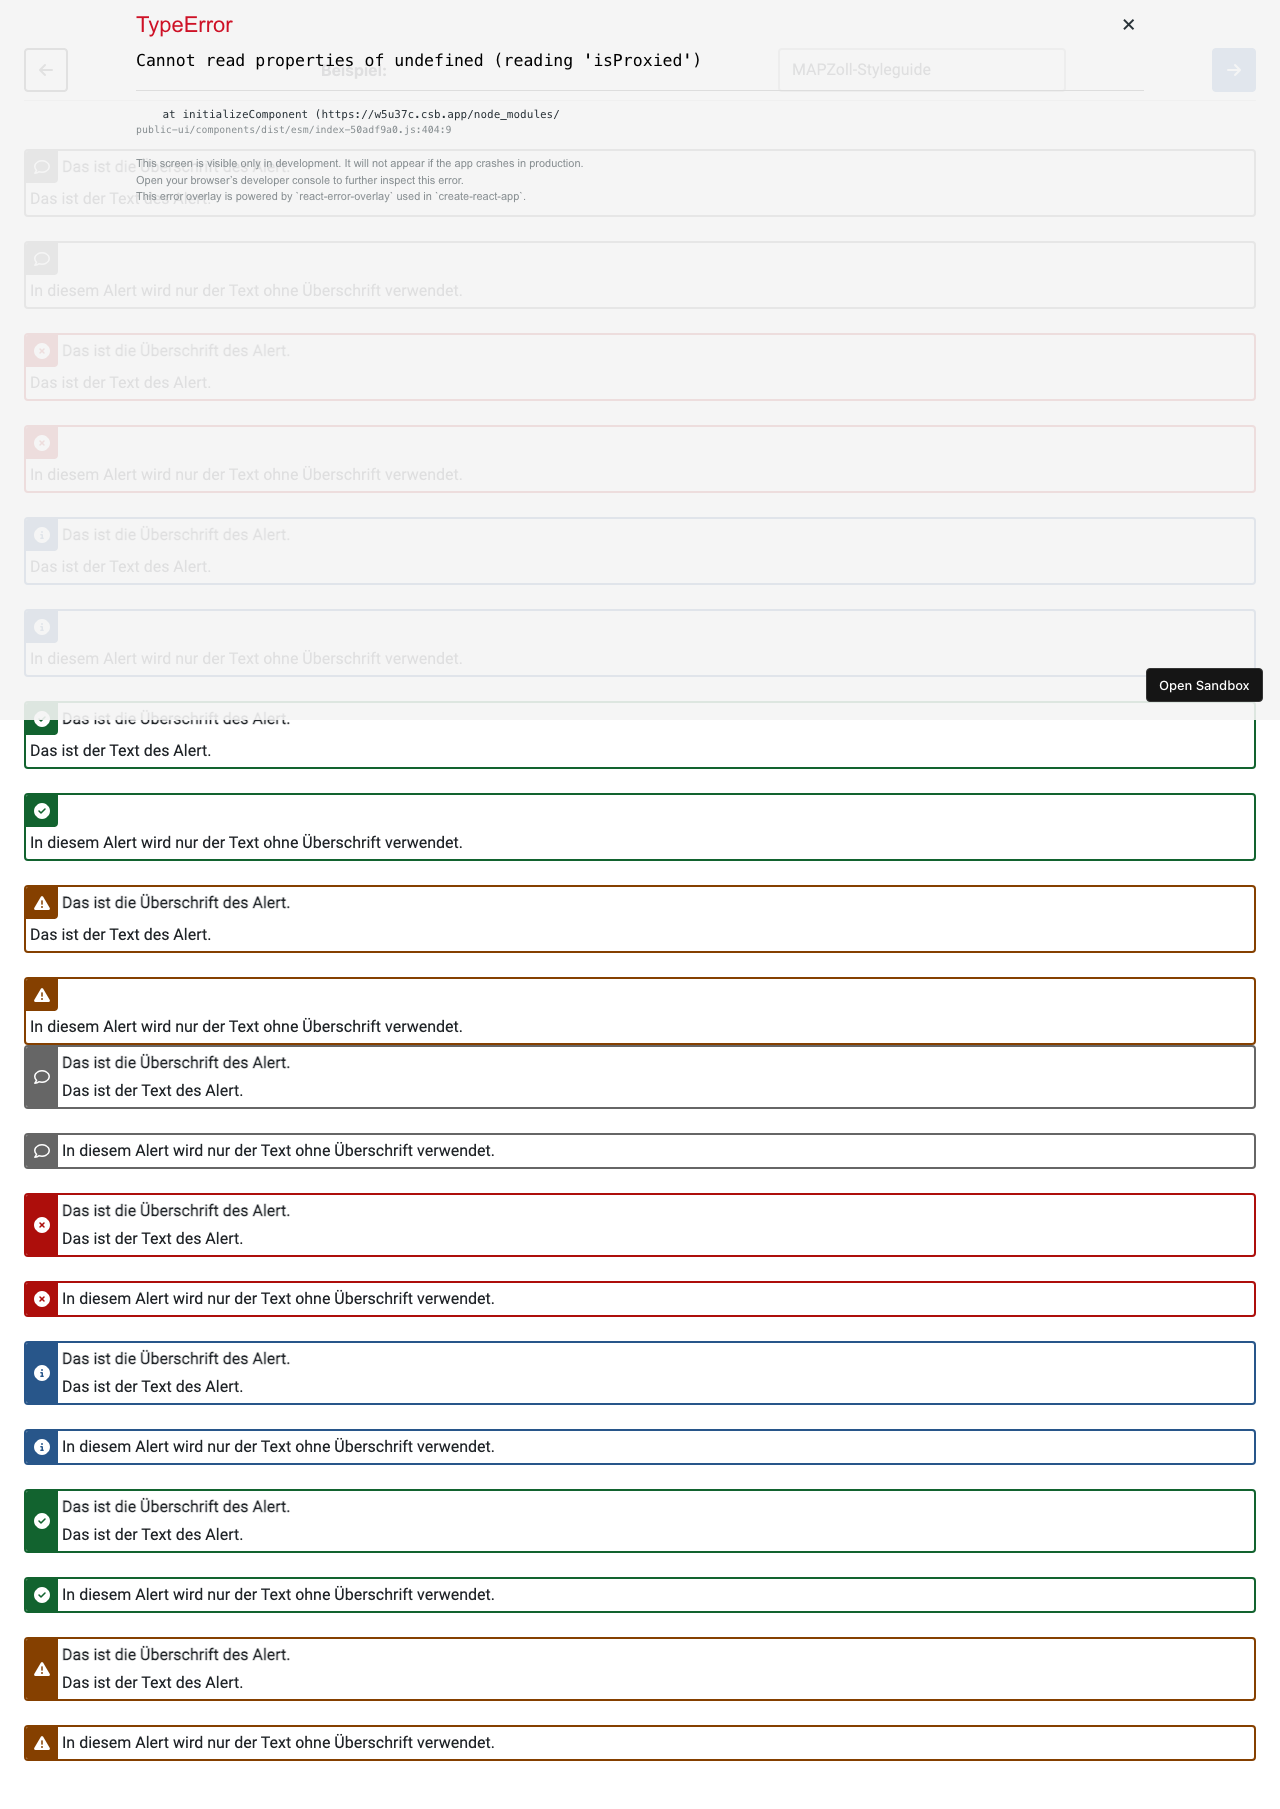 TypeError
Cannot read properties of undefined (reading 'isProxied')
Beispiel:
MAPZoll-Styleguide
at initializeComponent (https://w5u37c.csb.app/node_modules/
public-ui/components/dist/esm/index-50adf9a0.js:404:9
This screen is visible only in development. It will not appear if the app crashes in production.
Das ist die Überschrift des Alert.
Open your browser's developer console to further inspect this error.
This error overlay is powered by `react-error-overlay` used in `create-react-app`.
Das ist der Text des Alert.
In diesem Alert wird nur der Text ohne Überschrift verwendet.
Das ist die Überschrift des Alert.
Das ist der Text des Alert.
In diesem Alert wird nur der Text ohne Überschrift verwendet.
Das ist die Überschrift des Alert.
Das ist der Text des Alert.
In diesem Alert wird nur der Text ohne Überschrift verwendet.
Open Sandbox
Das ist die Überschrift des Alert.
Das ist der Text des Alert.
In diesem Alert wird nur der Text ohne Überschrift verwendet.
Das ist die Überschrift des Alert.
Das ist der Text des Alert.
In diesem Alert wird nur der Text ohne Überschrift verwendet.
Das ist die Überschrift des Alert.
Das ist der Text des Alert.
In diesem Alert wird nur der Text ohne Überschrift verwendet.
Das ist die Überschrift des Alert.
Das ist der Text des Alert.
In diesem Alert wird nur der Text ohne Überschrift verwendet.
Das ist die Überschrift des Alert.
Das ist der Text des Alert.
In diesem Alert wird nur der Text ohne Überschrift verwendet.
Das ist die Überschrift des Alert.
Das ist der Text des Alert.
In diesem Alert wird nur der Text ohne Überschrift verwendet.
Das ist die Überschrift des Alert.
Das ist der Text des Alert.
In diesem Alert wird nur der Text ohne Überschrift verwendet.